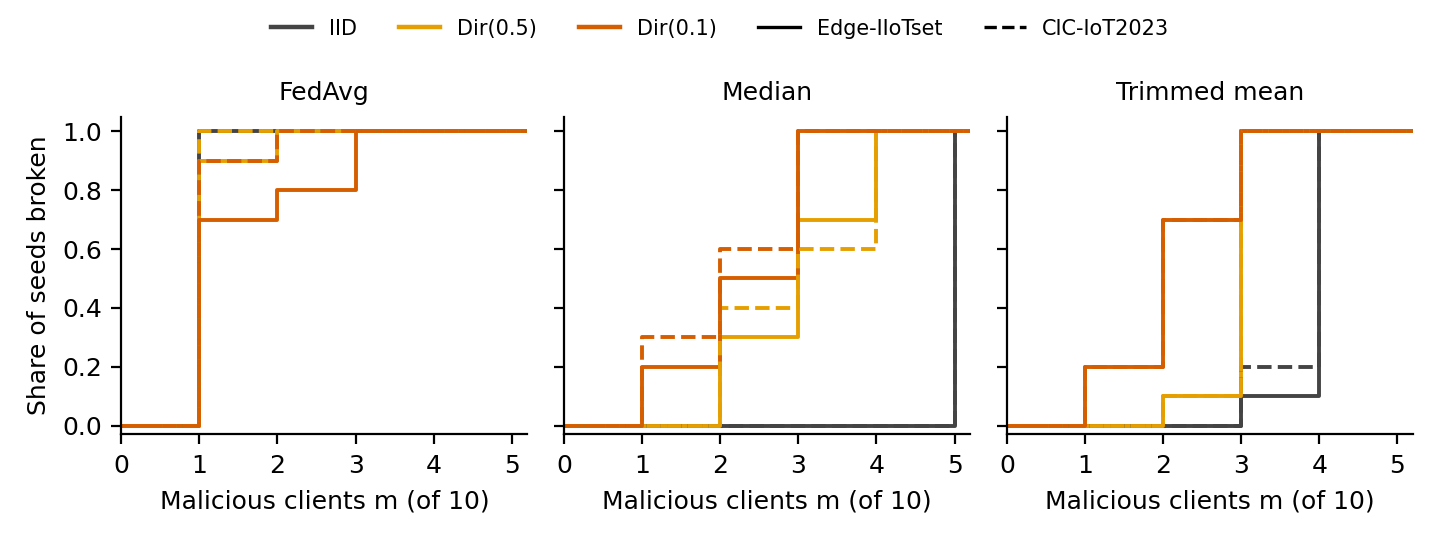 IID Dir(0.5) Dir(0.1) Edge-IIoTset CIC-IoT2023
FedAvg Median Trimmed mean
Share of seeds broken
1.0
0.8
0.6
0.4
0.2
0.0
0 1 2 3 4 5 0 1 2 3 4 5 0 1 2 3 4 5
Malicious clients m (of 10) Malicious clients m (of 10) Malicious clients m (of 10)